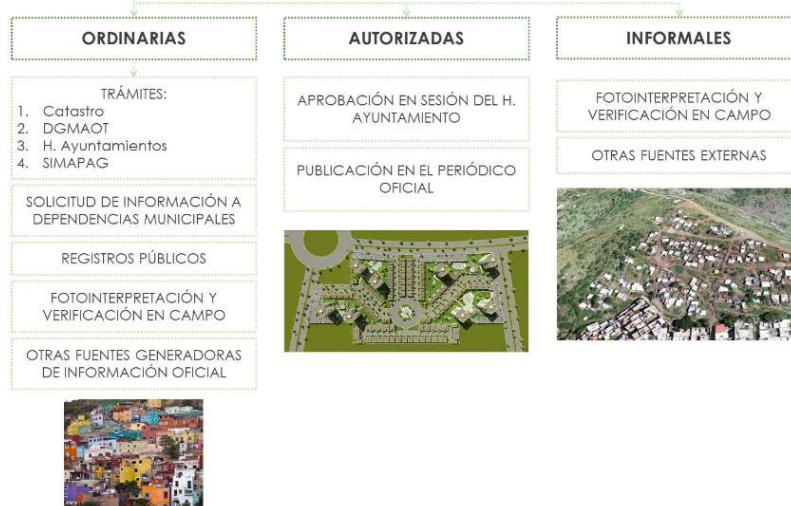 ORDINARIAS
TRÁMITES:
1. Catastro
2. DGMAOT
3. H. Ayuntamientos
4. SIMAPAG
SOLICITUD DE INFORMACIÓN A
DEPENDENCIAS MUNICIPALES
REGISTROS PÚBLICOS
FOTOINTERPRETACIÓN Y
VERIFICACIÓN EN CAMPO
OTRAS FUENTES GENERADORAS
DE INFORMACIÓN OFICIAL
AUTORIZADAS
APROBACIÓN EN SESIÓN DEL H.
AYUNTAMIENTO
PUBLICACIÓN EN EL PERIÓDICO
OFICIAL
INFORMALES
FOTOINTERPRETACIÓN Y
VERIFICACIÓN EN CAMPO
OTRAS FUENTES EXTERNAS